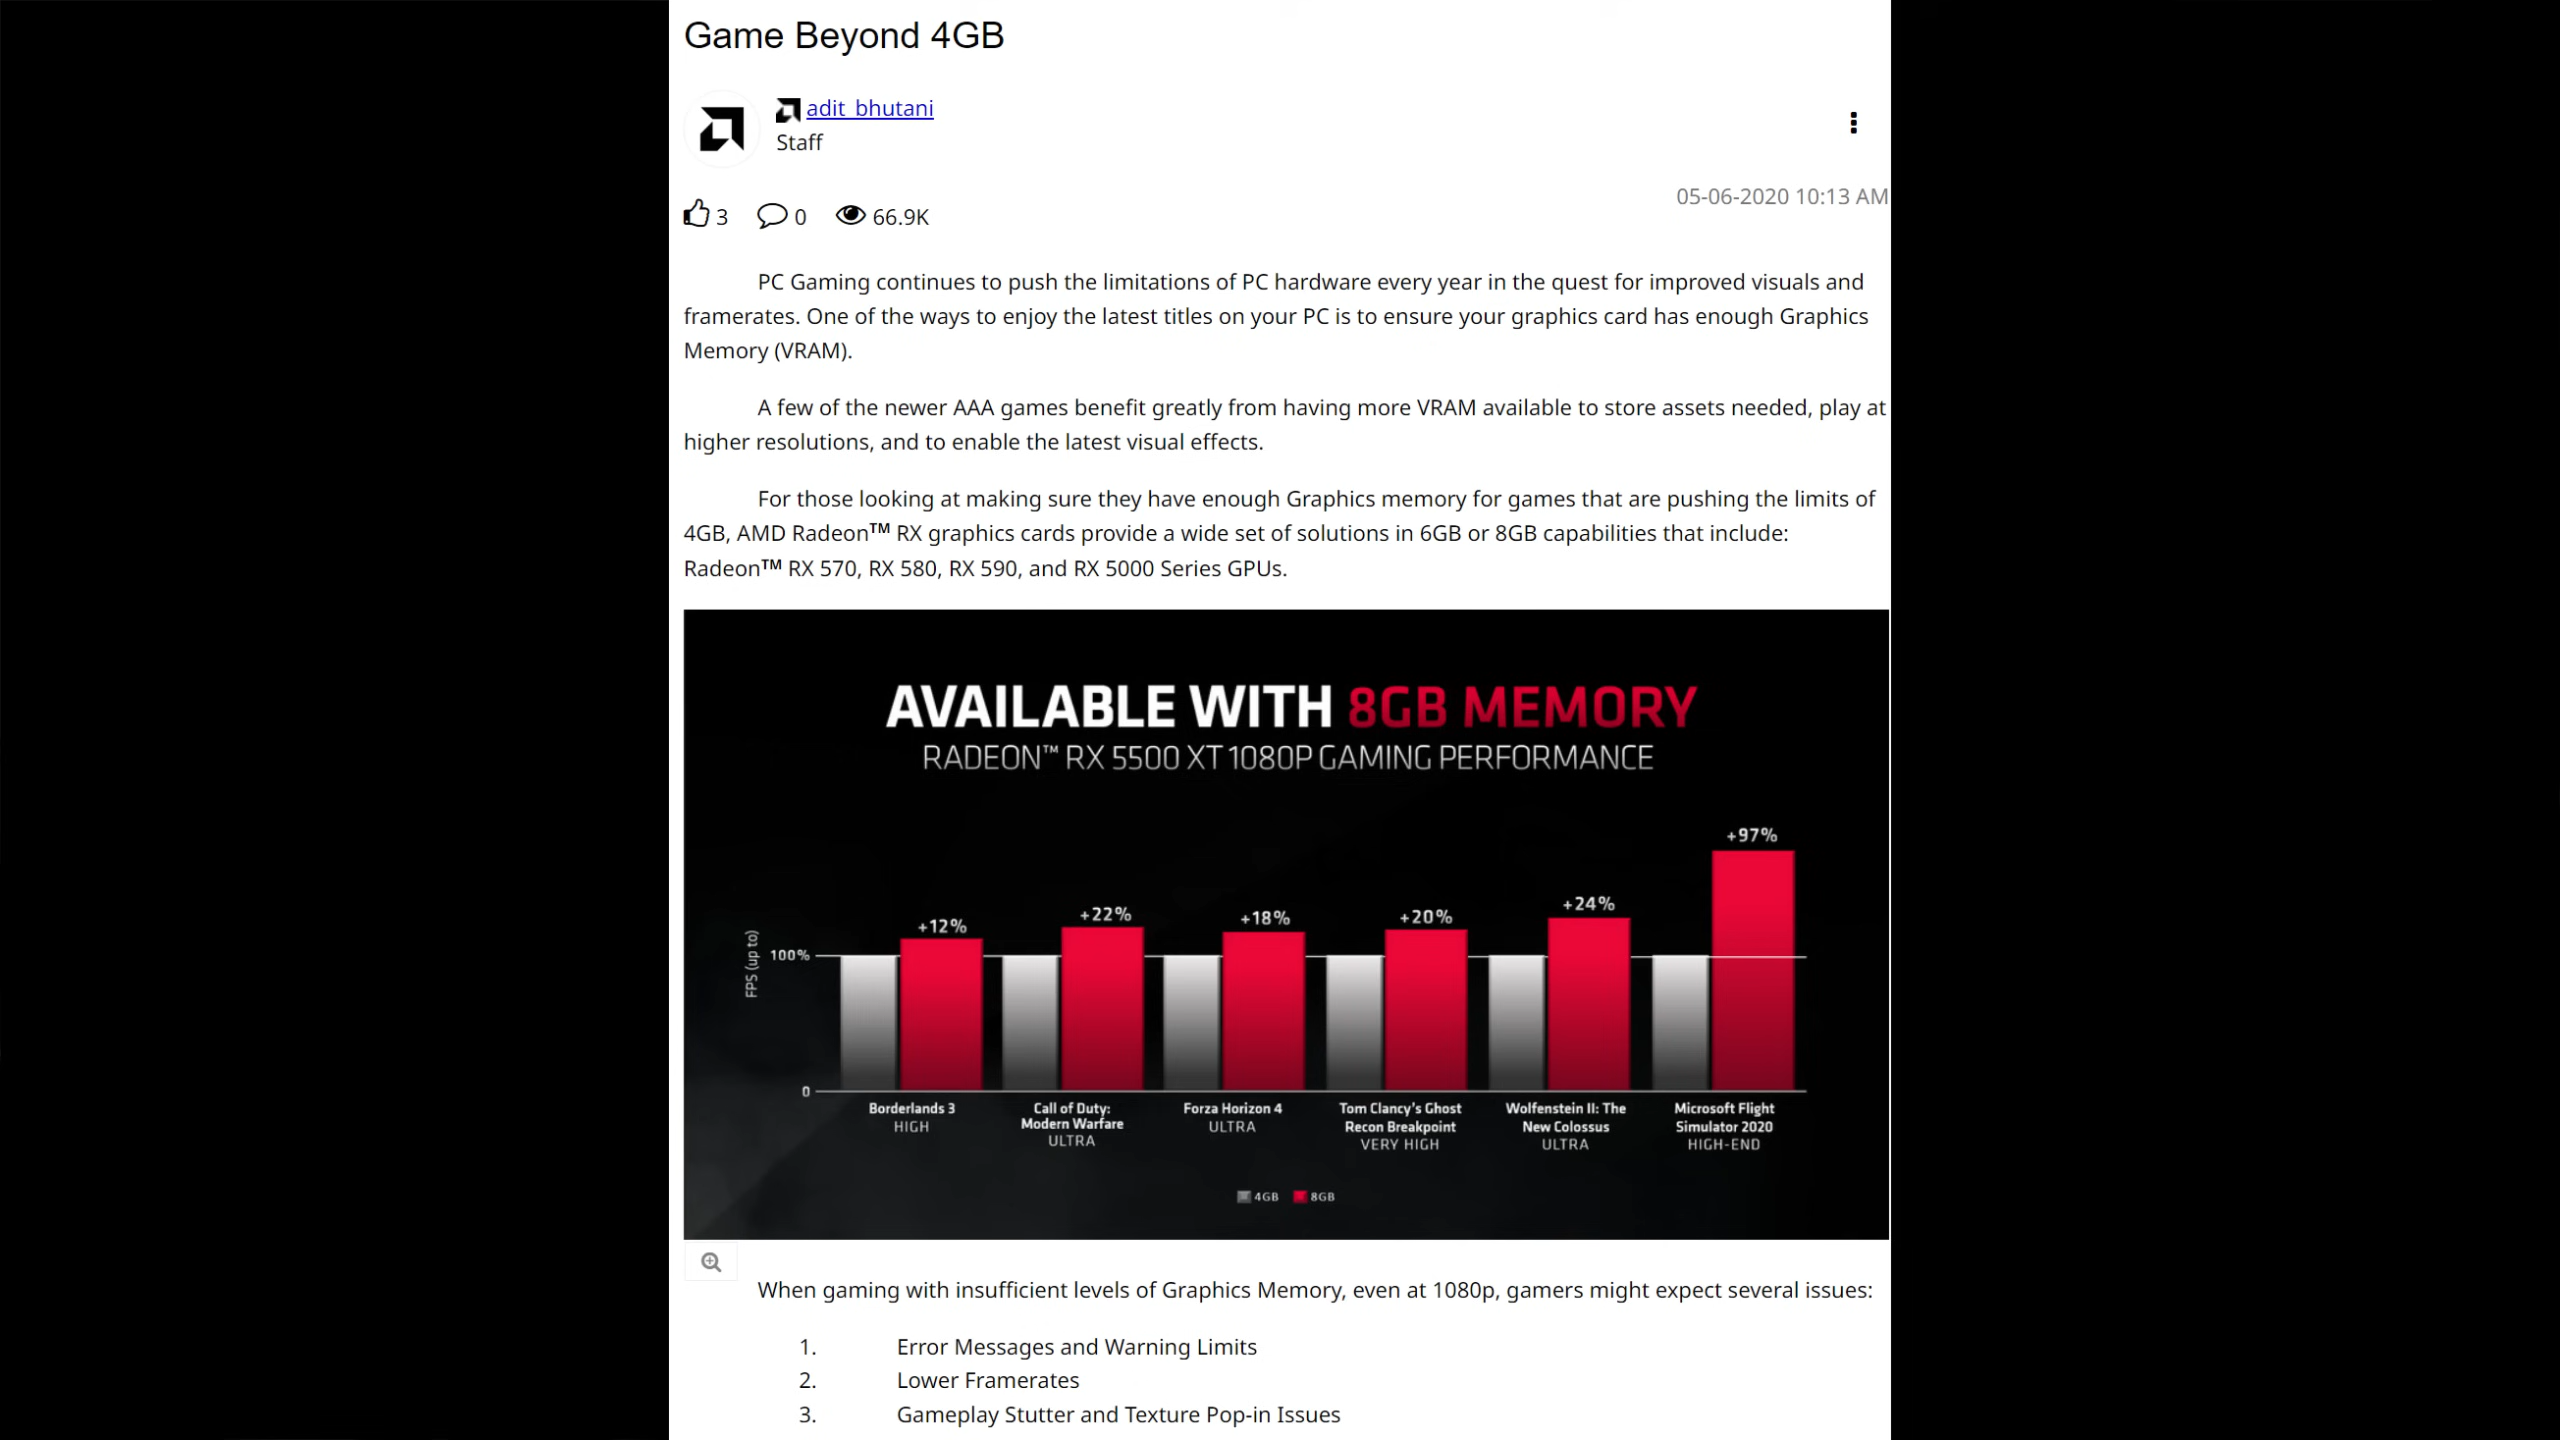 Game Beyond 4GB
adit_bhutani
Staff
05-06-2020 10:13 AM
3 0 66.9K
PC Gaming continues to push the limitations of PC hardware every year in the quest for improved visuals and
framerates. One of the ways to enjoy the latest titles on your PC is to ensure your graphics card has enough Graphics
Memory (VRAM).
A few of the newer AAA games benefit greatly from having more VRAM available to store assets needed, play at
higher resolutions, and to enable the latest visual effects.
For those looking at making sure they have enough Graphics memory for games that are pushing the limits of
4GB, AMD Radeon™ RX graphics cards provide a wide set of solutions in 6GB or 8GB capabilities that include:
Radeon™ RX 570, RX 580, RX 590, and RX 5000 Series GPUs.
AVAILABLE WITH 8GB MEMORY
RADEON™ RX 5500 XT 1080P GAMING PERFORMANCE
FPS (up to)
100%
0
+12%
+22%
+18%
+20%
+24%
+97%
Borderlands 3
HIGH
Call of Duty:
Modern Warfare
ULTRA
Forza Horizon 4
ULTRA
Tom Clancy's Ghost
Recon Breakpoint
VERY HIGH
Wolfenstein II: The
New Colossus
ULTRA
Microsoft Flight
Simulator 2020
HIGH-END
4GB 8GB
When gaming with insufficient levels of Graphics Memory, even at 1080p, gamers might expect several issues:
1. Error Messages and Warning Limits
2. Lower Framerates
3. Gameplay Stutter and Texture Pop-in Issues